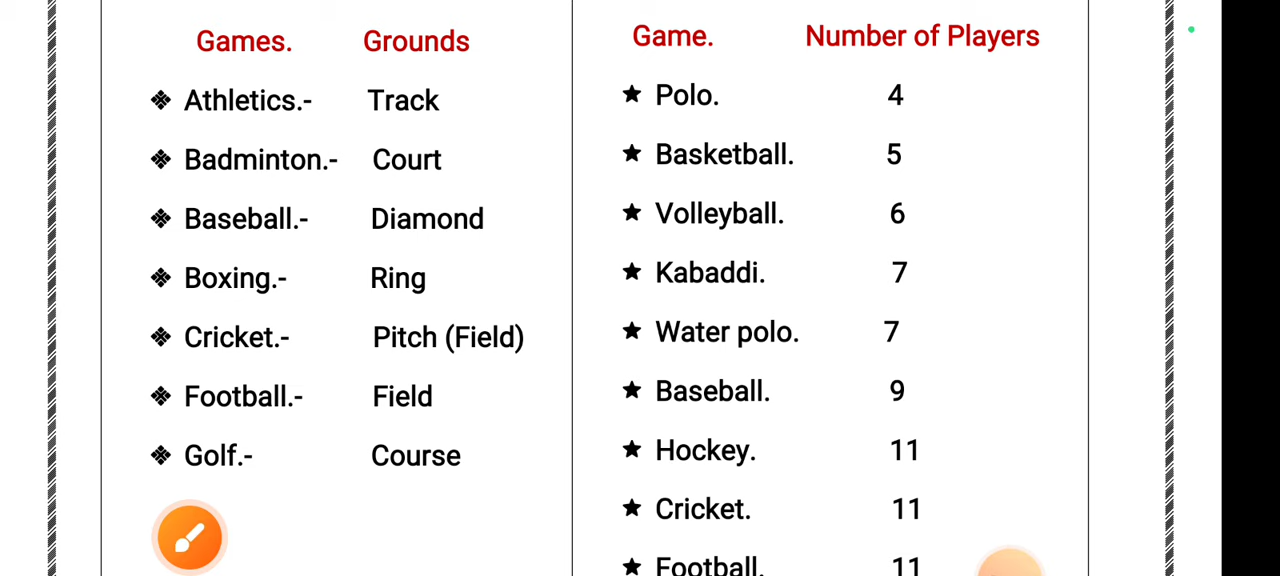 Games. Grounds
❖ Athletics.- Track
❖ Badminton.- Court
❖ Baseball.- Diamond
❖ Boxing.- Ring
❖ Cricket.- Pitch (Field)
❖ Football.- Field
❖ Golf.- Course
Game. Number of Players
★ Polo. 4
★ Basketball. 5
★ Volleyball. 6
★ Kabaddi. 7
★ Water polo. 7
★ Baseball. 9
★ Hockey. 11
★ Cricket. 11
★ Football. 11